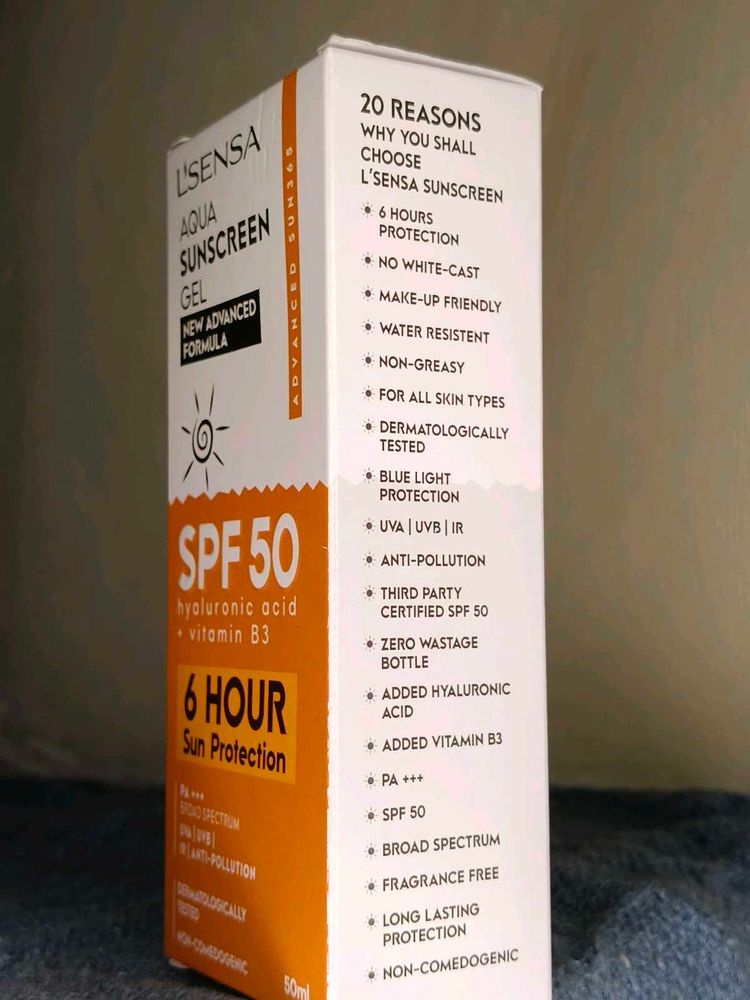 L'SENSA
AQUA
SUNSCREEN
GEL
NEW ADVANCED
FORMULA
ADVANCED SUN365
SPF 50
hyaluronic acid
+ vitamin B3
6 HOUR
Sun Protection
PA +++
BROAD SPECTRUM
UVA | UVB |
IR | ANTI-POLLUTION
DERMATOLOGICALLY
TESTED
NON-COMEDOGENIC
50ml
20 REASONS
WHY YOU SHALL
CHOOSE
L'SENSA SUNSCREEN
6 HOURS
PROTECTION
NO WHITE-CAST
MAKE-UP FRIENDLY
WATER RESISTENT
NON-GREASY
FOR ALL SKIN TYPES
DERMATOLOGICALLY
TESTED
BLUE LIGHT
PROTECTION
UVA | UVB | IR
ANTI-POLLUTION
THIRD PARTY
CERTIFIED SPF 50
ZERO WASTAGE
BOTTLE
ADDED HYALURONIC
ACID
ADDED VITAMIN B3
PA +++
SPF 50
BROAD SPECTRUM
FRAGRANCE FREE
LONG LASTING
PROTECTION
NON-COMEDOGENIC